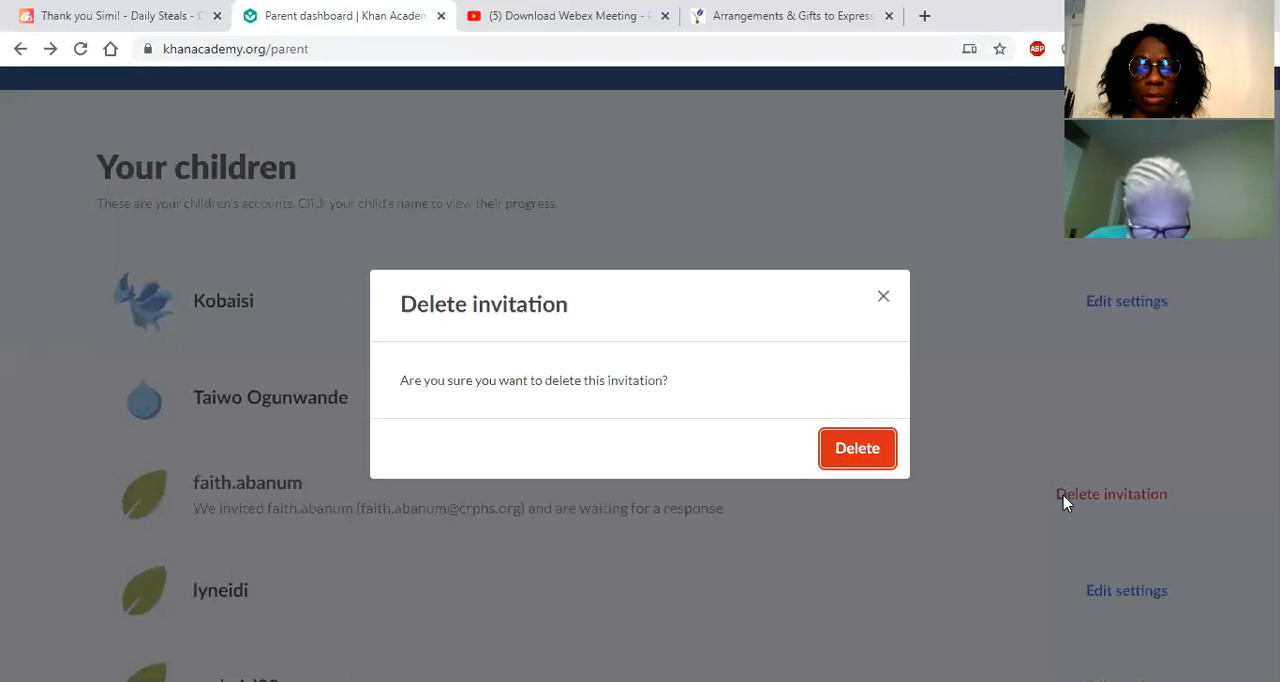 Thank you Simi! - Daily Steals -
Parent dashboard | Khan Academ
(5) Download Webex Meeting -
Arrangements & Gifts to Express
khanacademy.org/parent
ABP
Your children
These are your children's accounts. Click your child's name to view their progress.
Kobaisi
Edit settings
Delete invitation
Are you sure you want to delete this invitation?
Delete
Taiwo Ogunwande
faith.abanum
We invited faith.abanum (faith.abanum@crphs.org) and are waiting for a response
Delete invitation
lyneidi
Edit settings